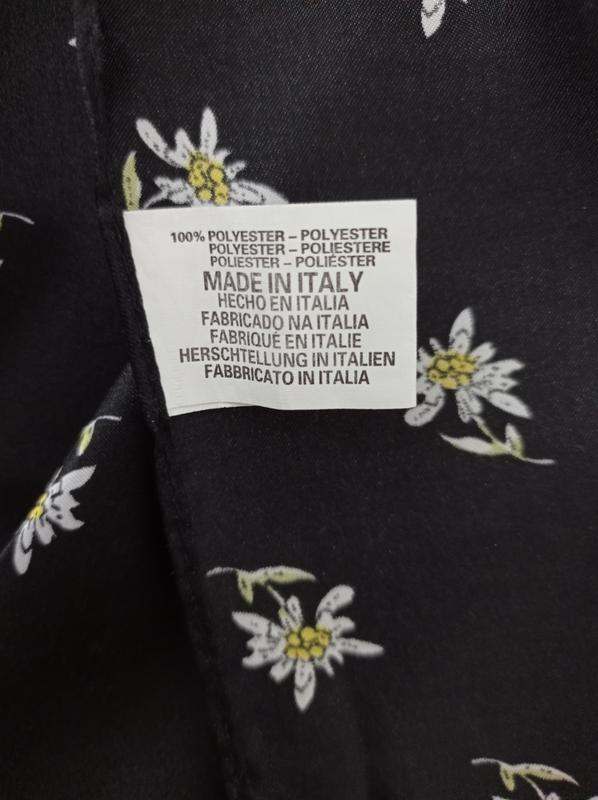 100% POLYESTER – POLYESTER
POLYESTER – POLIESTERE
POLIESTER – POLIÉSTER
MADE IN ITALY
HECHO EN ITALIA
FABRICADO NA ITALIA
FABRIQUÉ EN ITALIE
HERSCHTELLUNG IN ITALIEN
FABBRICATO IN ITALIA